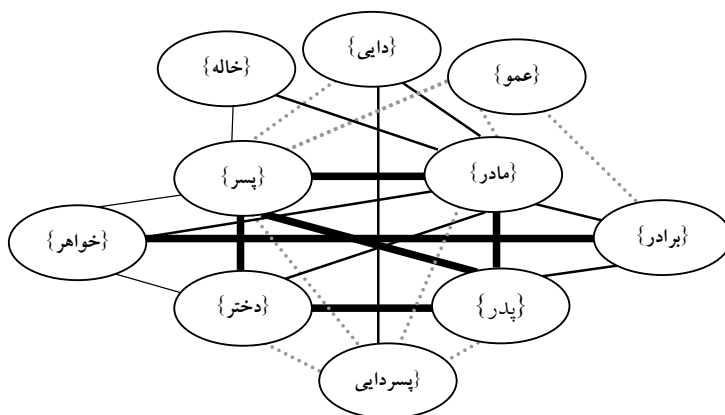 {دایی}
{خاله}
{عمو}
{پسر}
{مادر}
{خواهر}
{برادر}
{دختر}
{پدر}
پسردایی}